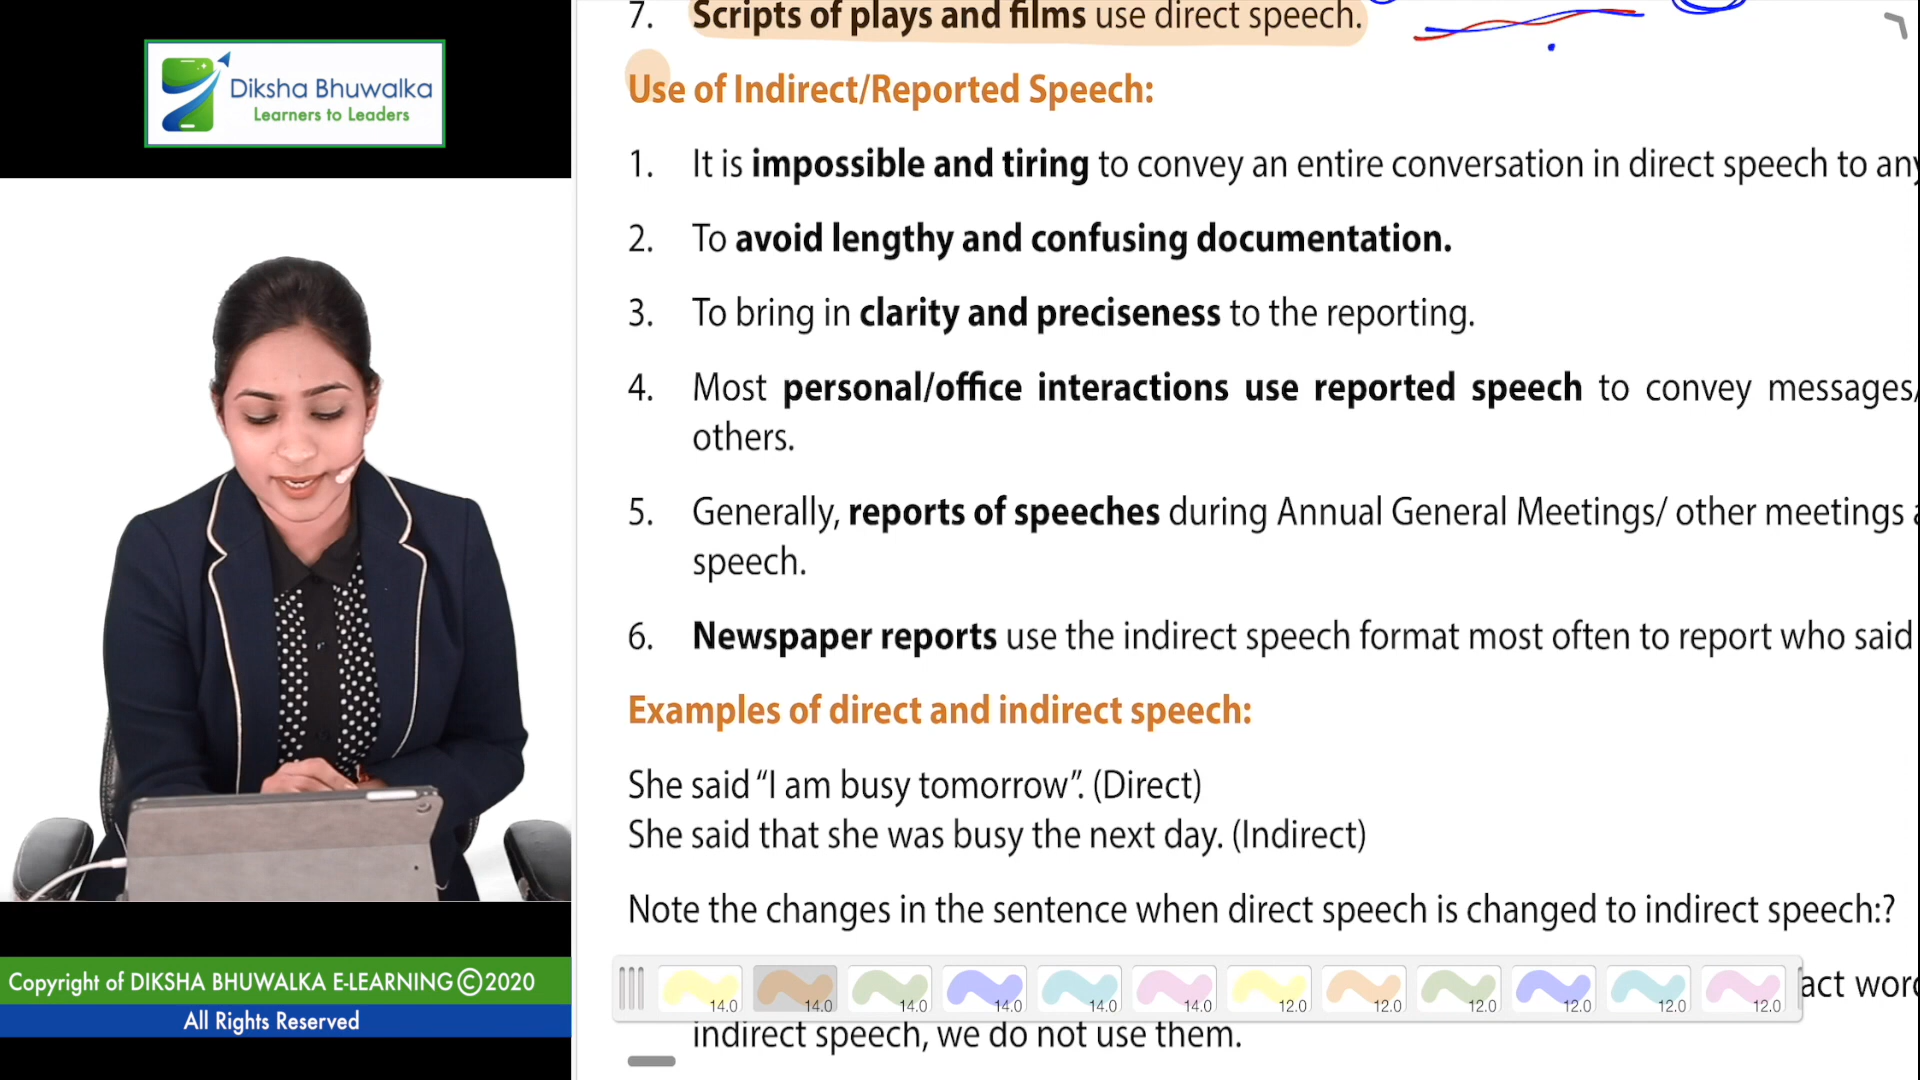 Diksha Bhuwalka
Learners to Leaders
7. Scripts of plays and films use direct speech.
Use of Indirect/Reported Speech:
1. It is impossible and tiring to convey an entire conversation in direct speech to any
2. To avoid lengthy and confusing documentation.
3. To bring in clarity and preciseness to the reporting.
4. Most personal/office interactions use reported speech to convey messages/
others.
5. Generally, reports of speeches during Annual General Meetings/ other meetings
speech.
6. Newspaper reports use the indirect speech format most often to report who said
Examples of direct and indirect speech:
She said “I am busy tomorrow”. (Direct)
She said that she was busy the next day. (Indirect)
Note the changes in the sentence when direct speech is changed to indirect speech:?
14.0 14.0 14.0 14.0 14.0 14.0 12.0 12.0 12.0 12.0 12.0 12.0
act word
indirect speech, we do not use them.
Copyright of DIKSHA BHUWALKA E-LEARNING©2020
All Rights Reserved